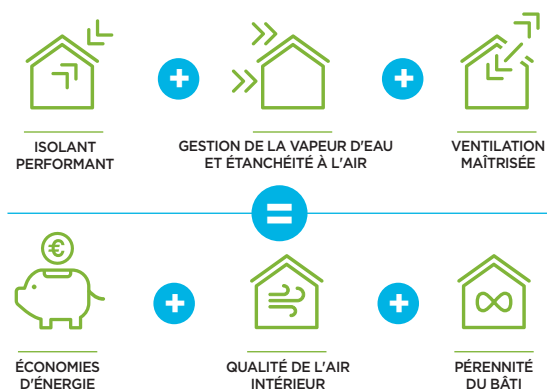 +
+
ISOLANT
PERFORMANT
GESTION DE LA VAPEUR D'EAU
ET ÉTANCHÉITÉ À L'AIR
VENTILATION
MAÎTRISÉE
=
€
+
+
ÉCONOMIES
D'ÉNERGIE
QUALITÉ DE L'AIR
INTÉRIEUR
PÉRENNITÉ
DU BÂTI